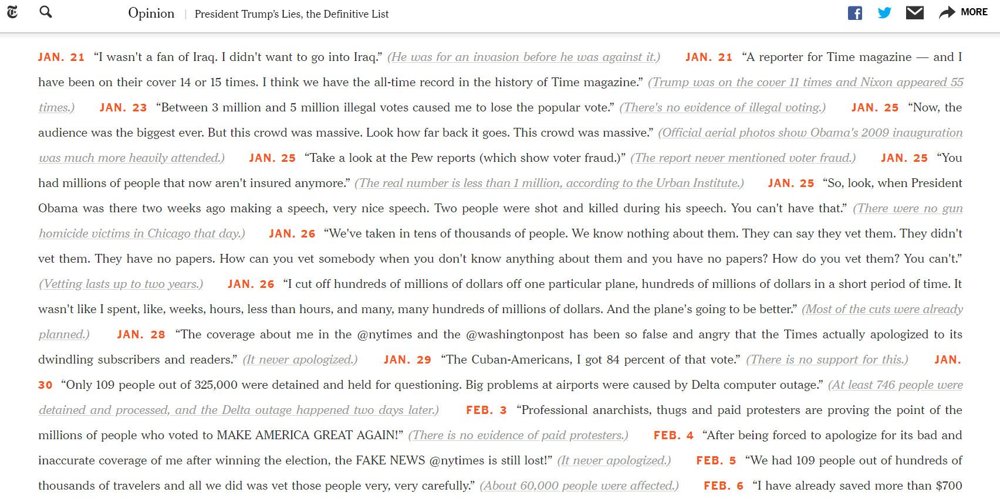 Opinion | President Trump’s Lies, the Definitive List MORE
JAN. 21 “I wasn't a fan of Iraq. I didn't want to go into Iraq.” (He was for an invasion before he was against it.) JAN. 21 “A reporter for Time magazine — and I
have been on their cover 14 or 15 times. I think we have the all-time record in the history of Time magazine.” (Trump was on the cover 11 times and Nixon appeared 55
times.) JAN. 23 “Between 3 million and 5 million illegal votes caused me to lose the popular vote.” (There's no evidence of illegal voting.) JAN. 25 “Now, the
audience was the biggest ever. But this crowd was massive. Look how far back it goes. This crowd was massive.” (Official aerial photos show Obama's 2009 inauguration
was much more heavily attended.) JAN. 25 “Take a look at the Pew reports (which show voter fraud.)” (The report never mentioned voter fraud.) JAN. 25 “You
had millions of people that now aren't insured anymore.” (The real number is less than 1 million, according to the Urban Institute.) JAN. 25 “So, look, when President
Obama was there two weeks ago making a speech, very nice speech. Two people were shot and killed during his speech. You can't have that.” (There were no gun
homicide victims in Chicago that day.) JAN. 26 “We've taken in tens of thousands of people. We know nothing about them. They can say they vet them. They didn't
vet them. They have no papers. How can you vet somebody when you don't know anything about them and you have no papers? How do you vet them? You can't.”
(Vetting lasts up to two years.) JAN. 26 “I cut off hundreds of millions of dollars off one particular plane, hundreds of millions of dollars in a short period of time. It
wasn't like I spent, like, weeks, hours, less than hours, and many, many hundreds of millions of dollars. And the plane's going to be better.” (Most of the cuts were already
planned.) JAN. 28 “The coverage about me in the @nytimes and the @washingtonpost has been so false and angry that the Times actually apologized to its
dwindling subscribers and readers.” (It never apologized.) JAN. 29 “The Cuban-Americans, I got 84 percent of that vote.” (There is no support for this.) JAN.
30 “Only 109 people out of 325,000 were detained and held for questioning. Big problems at airports were caused by Delta computer outage.” (At least 746 people were
detained and processed, and the Delta outage happened two days later.) FEB. 3 “Professional anarchists, thugs and paid protesters are proving the point of the
millions of people who voted to MAKE AMERICA GREAT AGAIN!” (There is no evidence of paid protesters.) FEB. 4 “After being forced to apologize for its bad and
inaccurate coverage of me after winning the election, the FAKE NEWS @nytimes is still lost!” (It never apologized.) FEB. 5 “We had 109 people out of hundreds of
thousands of travelers and all we did was vet those people very, very carefully.” (About 60,000 people were affected.) FEB. 6 “I have already saved more than $700